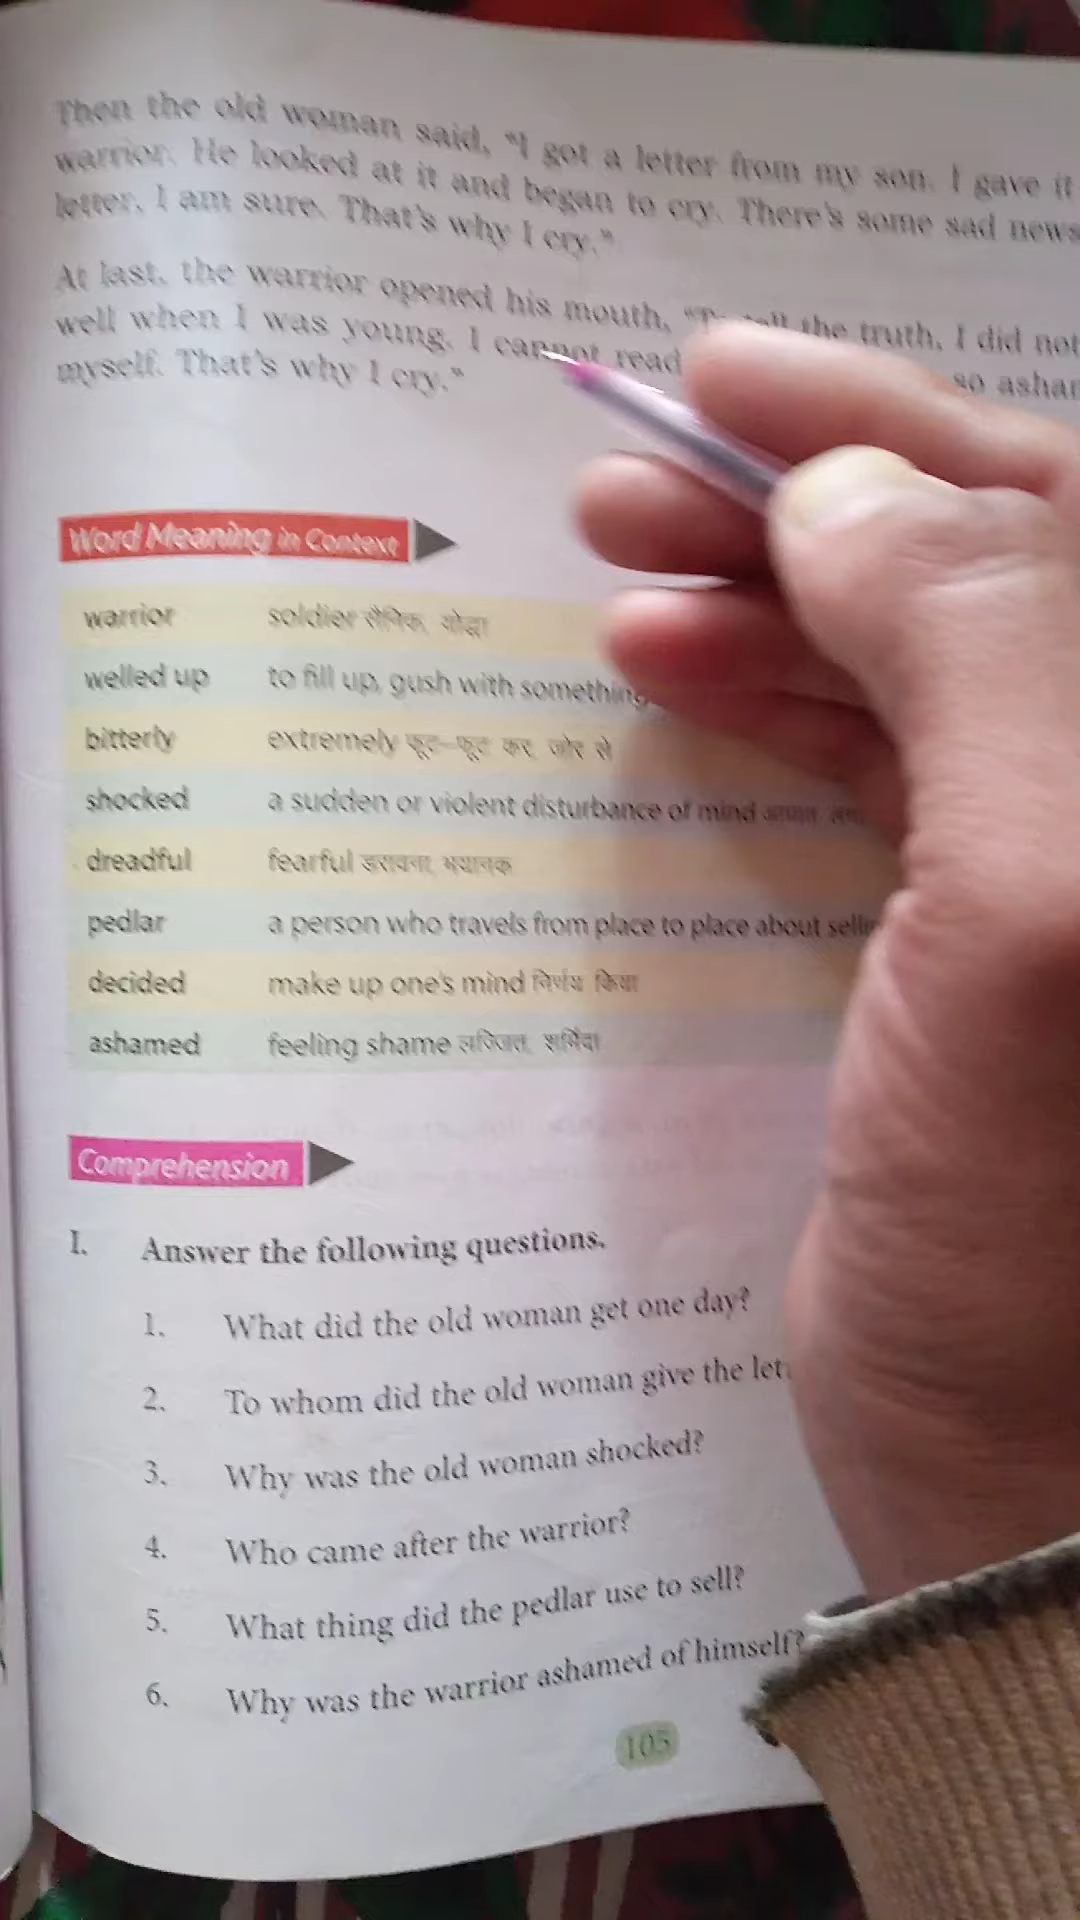 Then the old woman said, "I got a letter from my son. I gave it
warrior. He looked at it and began to cry. There's some sad news
letter, I am sure. That's why I cry."
At last, the warrior opened his mouth, "To tell the truth, I did not
well when I was young. I cannot read so asham
myself. That's why I cry."
Word Meaning in Context
warrior soldier सैनिक, योद्धा
welled up to fill up, gush with something
bitterly extremely फूट-फूट कर, जोर से
shocked a sudden or violent disturbance of mind
dreadful fearful डरावना, भयानक
pedlar a person who travels from place to place about sellin
decided make up one's mind निर्णय किया
ashamed feeling shame लज्जित, शर्मिंदा
Comprehension
I. Answer the following questions.
1. What did the old woman get one day?
2. To whom did the old woman give the let
3. Why was the old woman shocked?
4. Who came after the warrior?
5. What thing did the pedlar use to sell?
6. Why was the warrior ashamed of himself?
105